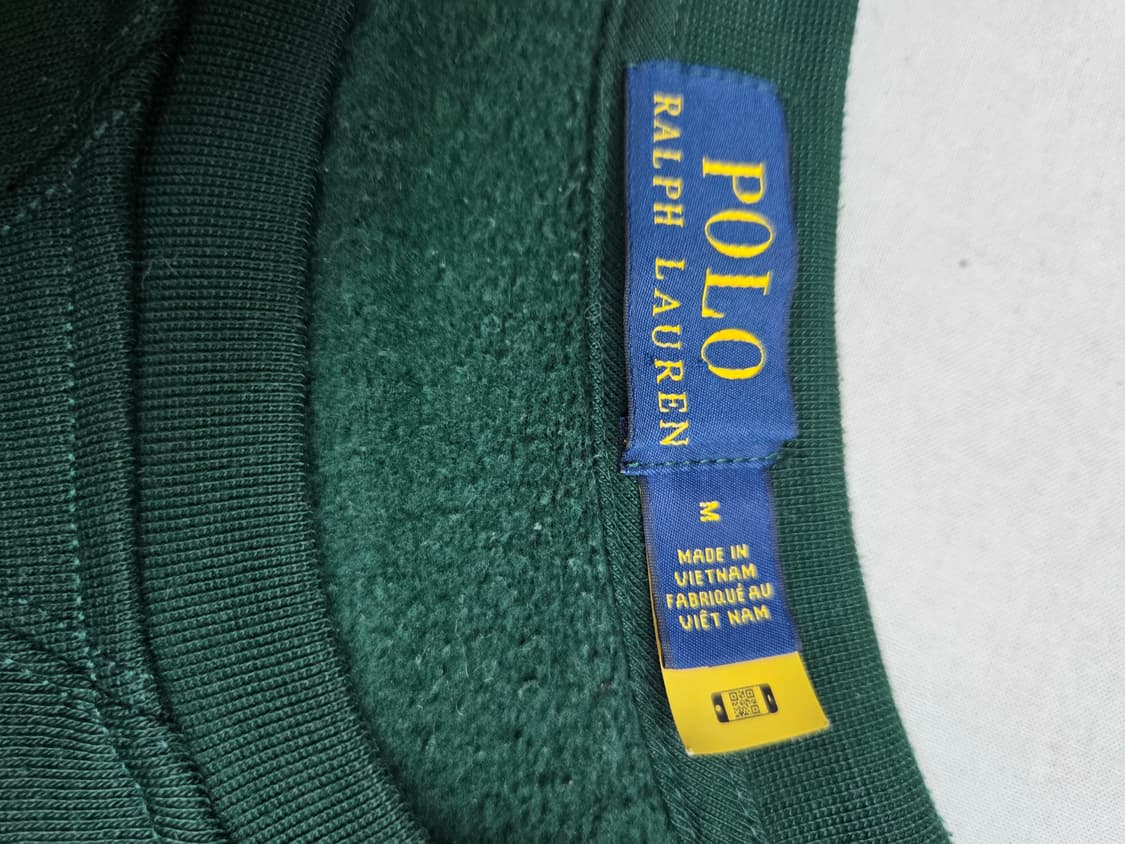 POLO
RALPH LAUREN
M
MADE IN
VIETNAM
FABRIQUÉ AU
VIÊT NAM